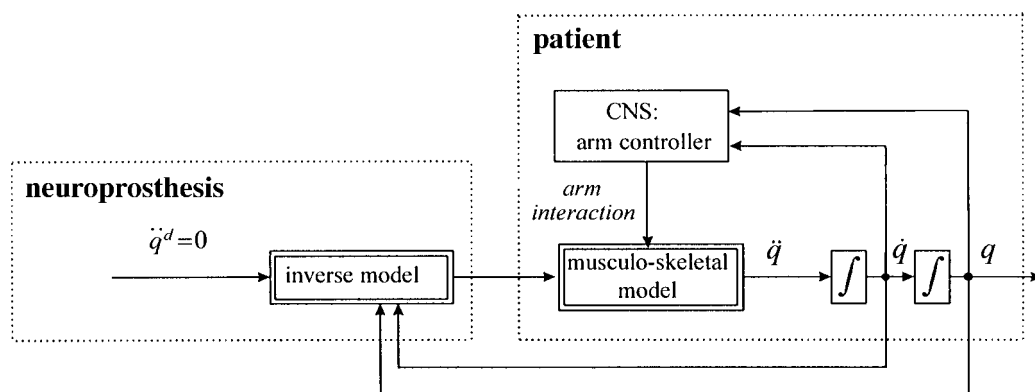 patient
CNS:
arm controller
neuroprosthesis
arm
interaction
q̈ᵈ=0
inverse model
musculo-skeletal
model
q̈
∫
q̇
∫
q